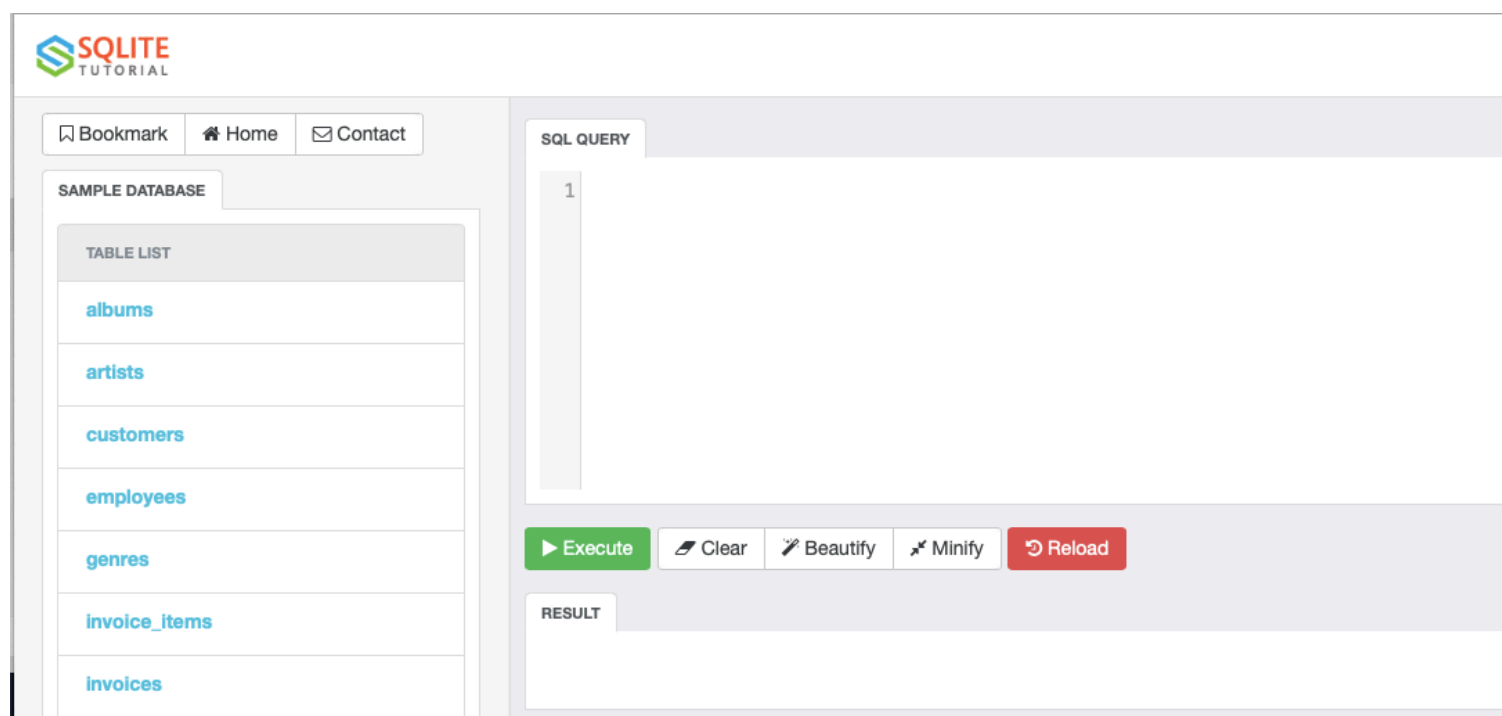 SQLITE
TUTORIAL
Bookmark Home Contact
SAMPLE DATABASE
TABLE LIST
albums
artists
customers
employees
genres
invoice_items
invoices
SQL QUERY
1
Execute Clear Beautify Minify Reload
RESULT